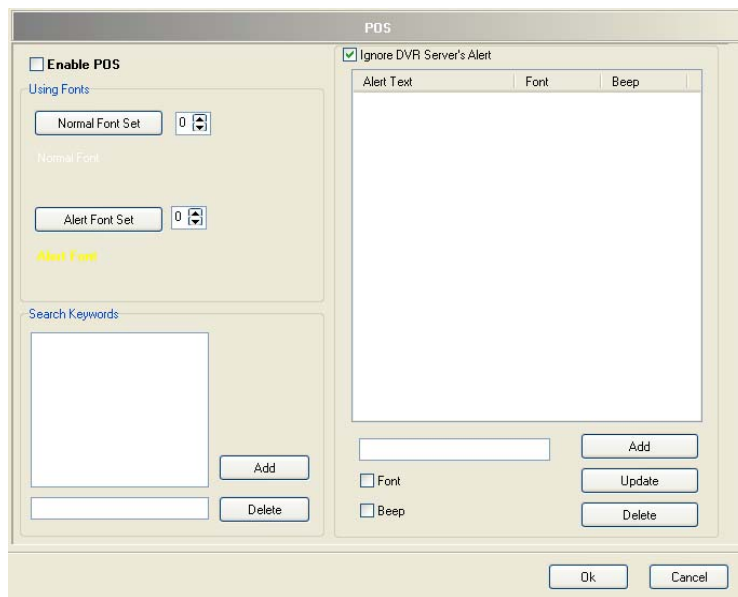 POS
Enable POS
Using Fonts
Normal Font Set
0
Normal Font
Alert Font Set
0
Alert Font
Search Keywords
Add
Delete
Ignore DVR Server's Alert
Alert Text Font Beep
Add
Font
Update
Beep
Delete
Ok
Cancel